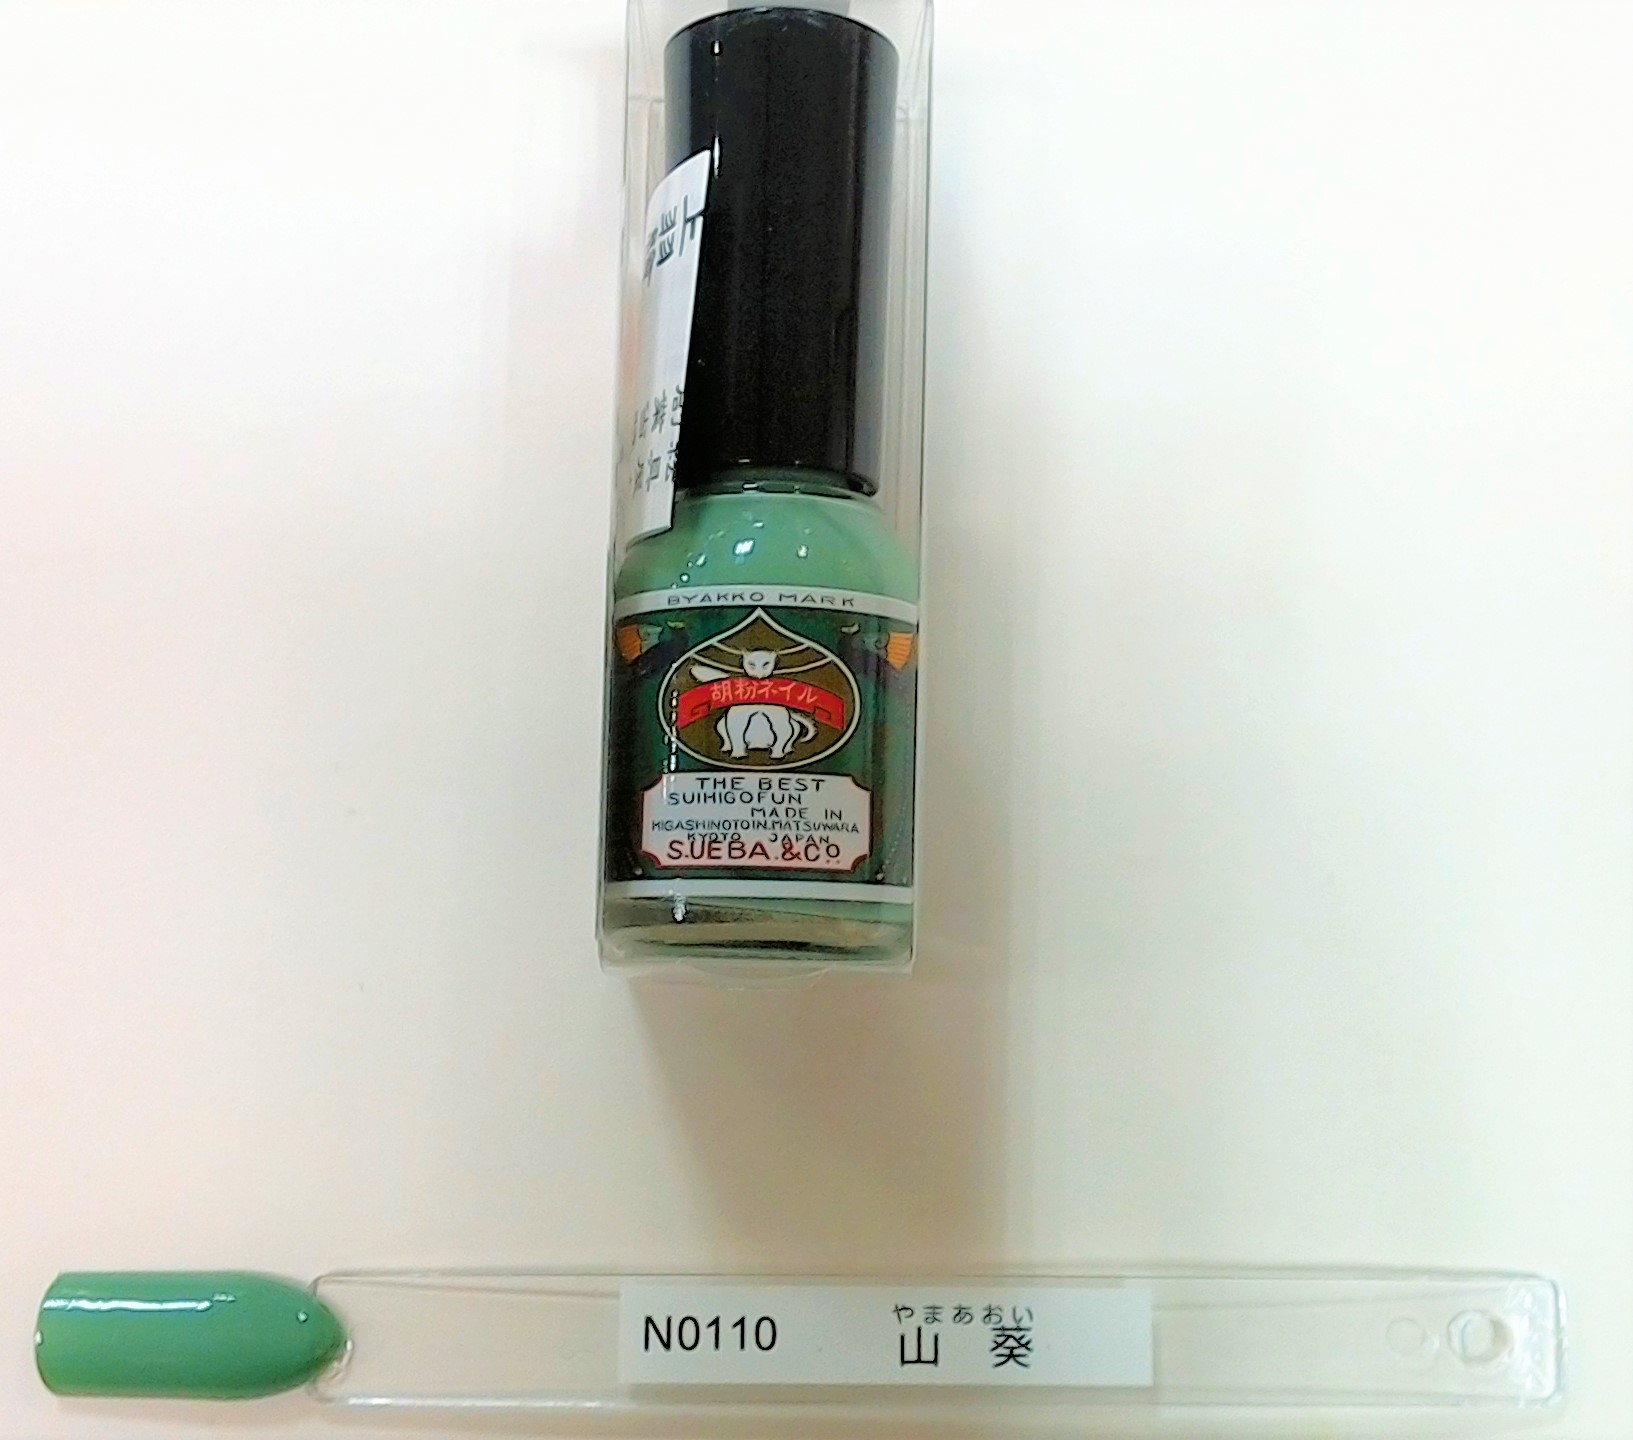 BYAKKO MARK
胡粉ネイル
THE BEST
SUIHIGOFUN
MADE IN
HIGASHINOTOIN.MATSUWARA
KYOTO JAPAN
S.UEBA.&Co.
N0110
やまあおい
山 葵